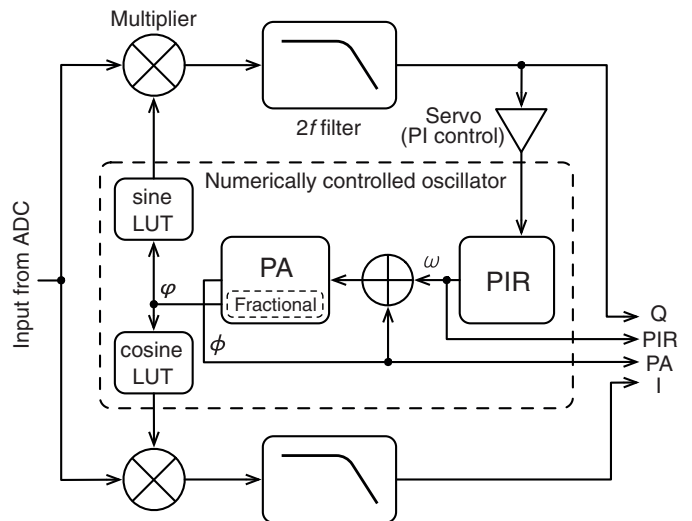 Multiplier
2f filter
Servo
(PI control)
Numerically controlled oscillator
sine
LUT
PA
Fractional
ω
PIR
φ
ϕ
cosine
LUT
Input from ADC
Q
PIR
PA
I